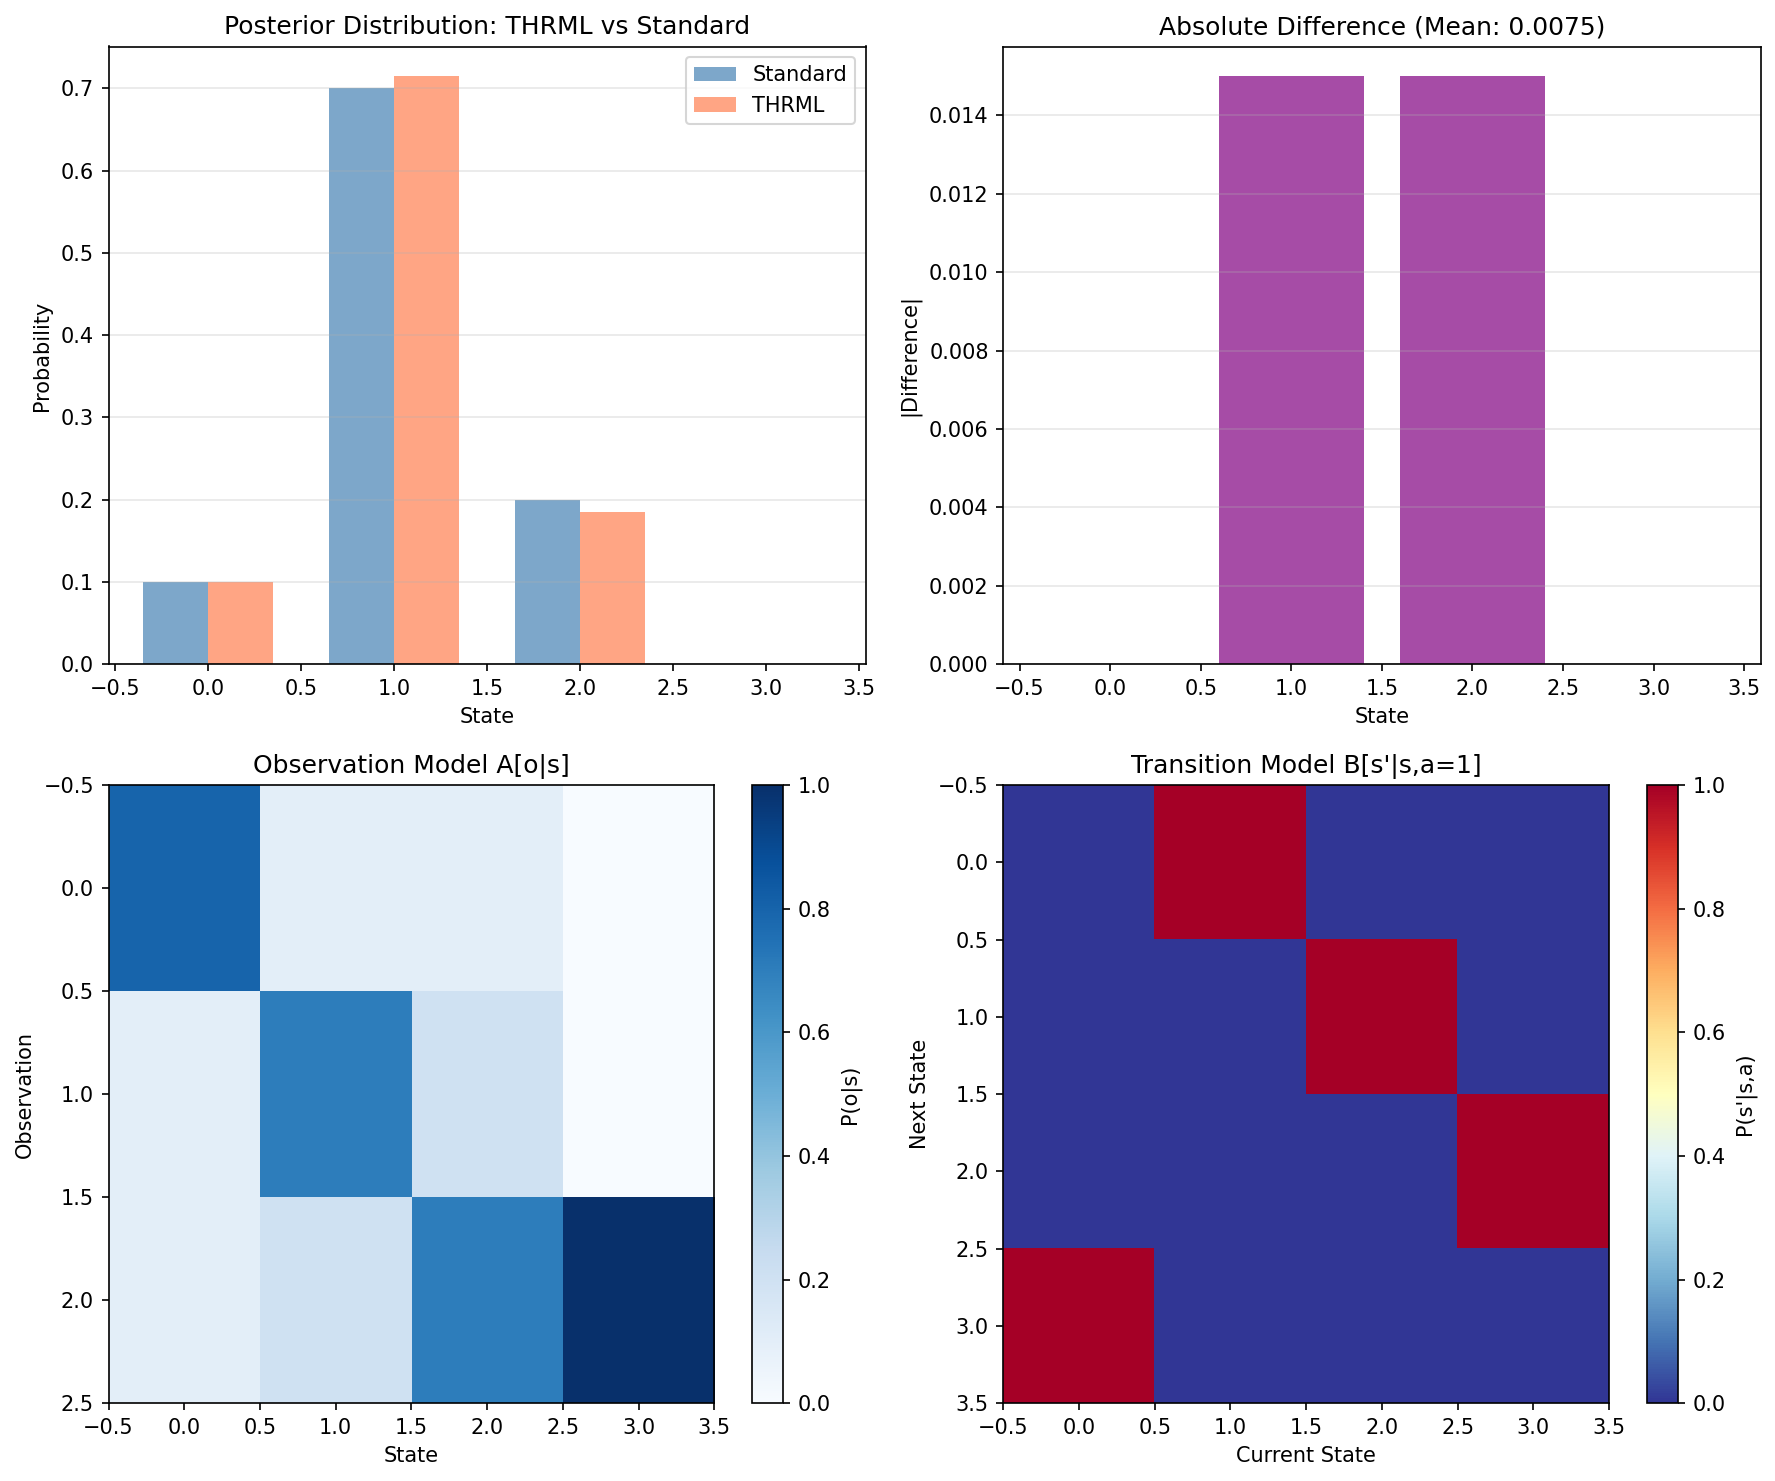 Posterior Distribution: THRML vs Standard
Standard
THRML
0.7
0.6
0.5
0.4
0.3
0.2
0.1
0.0
Probability
−0.5 0.0 0.5 1.0 1.5 2.0 2.5 3.0 3.5
State
Absolute Difference (Mean: 0.0075)
0.014
0.012
0.010
0.008
0.006
0.004
0.002
0.000
|Difference|
−0.5 0.0 0.5 1.0 1.5 2.0 2.5 3.0 3.5
State
Observation Model A[o|s]
−0.5
0.0
0.5
1.0
1.5
2.0
2.5
Observation
−0.5 0.0 0.5 1.0 1.5 2.0 2.5 3.0 3.5
State
1.0
0.8
0.6
0.4
0.2
0.0
P(o|s)
Transition Model B[s'|s,a=1]
−0.5
0.0
0.5
1.0
1.5
2.0
2.5
3.0
3.5
Next State
−0.5 0.0 0.5 1.0 1.5 2.0 2.5 3.0 3.5
Current State
1.0
0.8
0.6
0.4
0.2
0.0
P(s'|s,a)